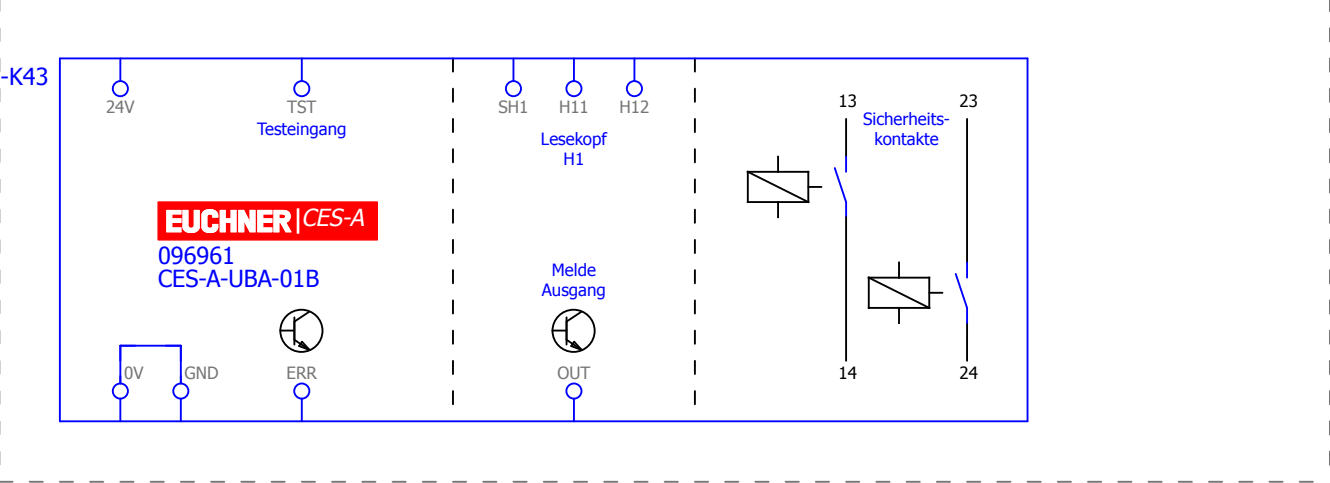 -K43
24V
TST
Testeingang
SH1
H11
H12
Lesekopf
H1
13
23
Sicherheits-
kontakte
EUCHNER|CES-A
096961
CES-A-UBA-01B
Melde
Ausgang
0V
GND
ERR
OUT
14
24